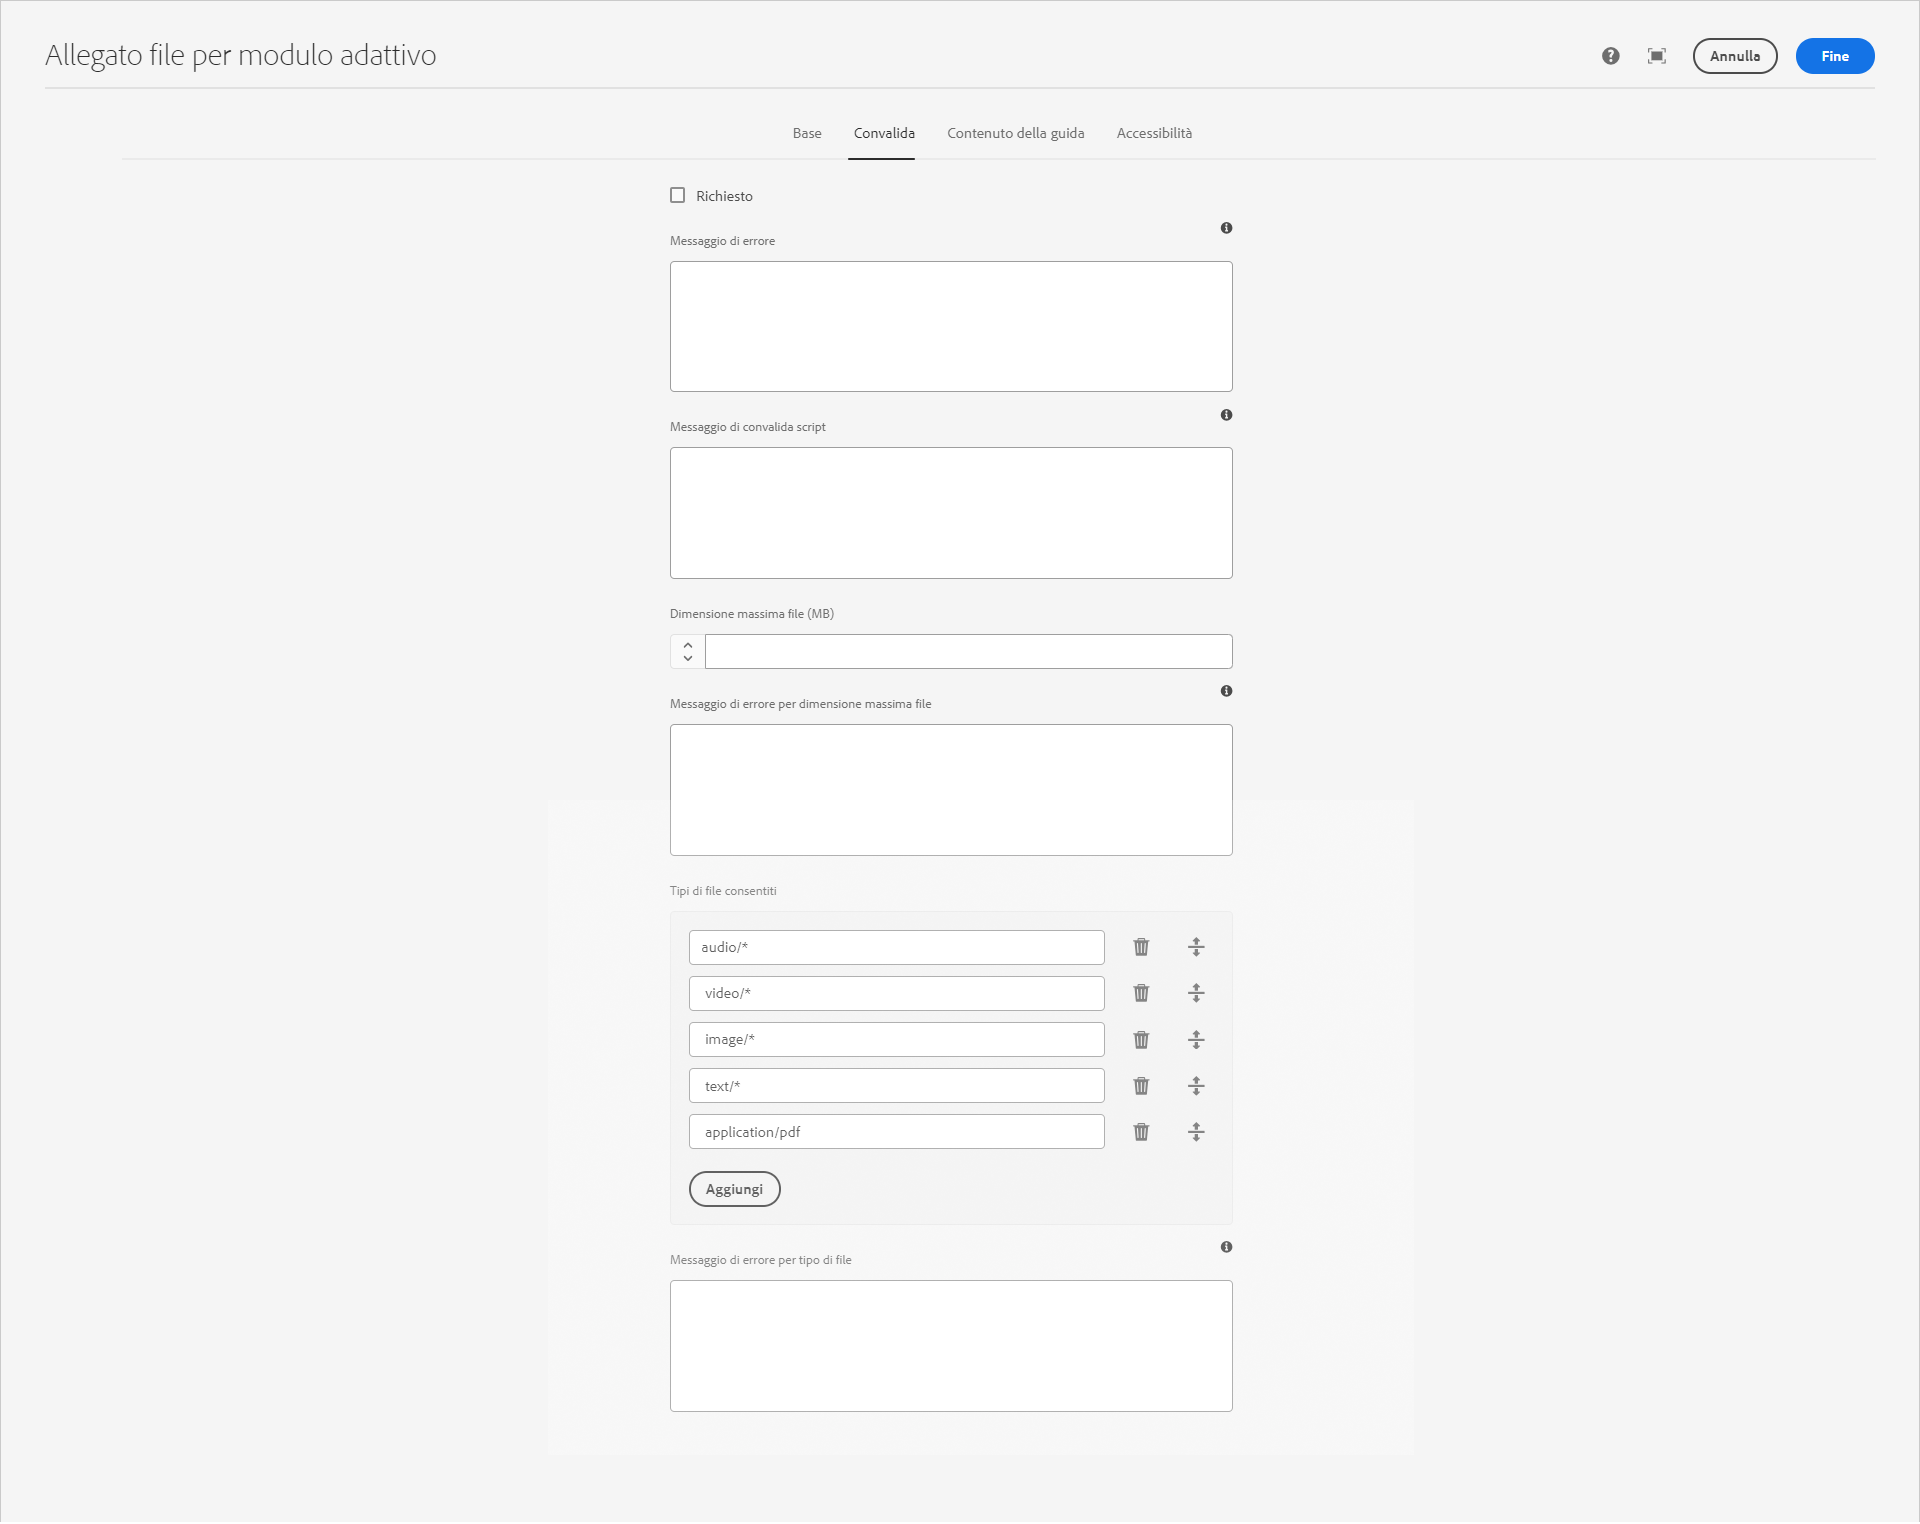 Allegato file per modulo adattivo
Annulla
Fine
Base
Convalida
Contenuto della guida
Accessibilità
Richiesto
Messaggio di errore
Messaggio di convalida script
Dimensione massima file (MB)
Messaggio di errore per dimensione massima file
Tipi di file consentiti
audio/*
video/*
image/*
text/*
application/pdf
Aggiungi
Messaggio di errore per tipo di file